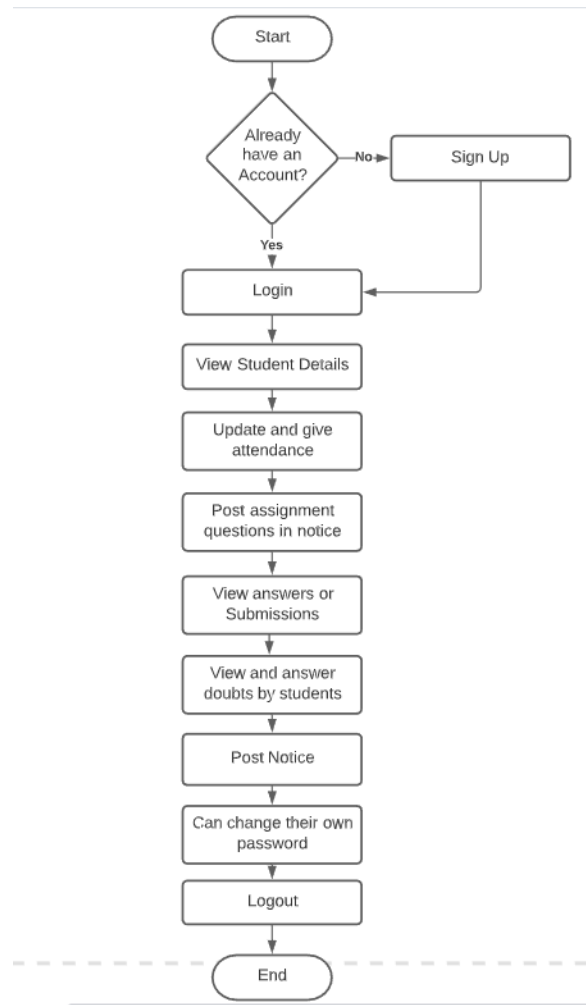 Start
Already
have an
Account?
No
Sign Up
Yes
Login
View Student Details
Update and give
attendance
Post assignment
questions in notice
View answers or
Submissions
View and answer
doubts by students
Post Notice
Can change their own
password
Logout
End